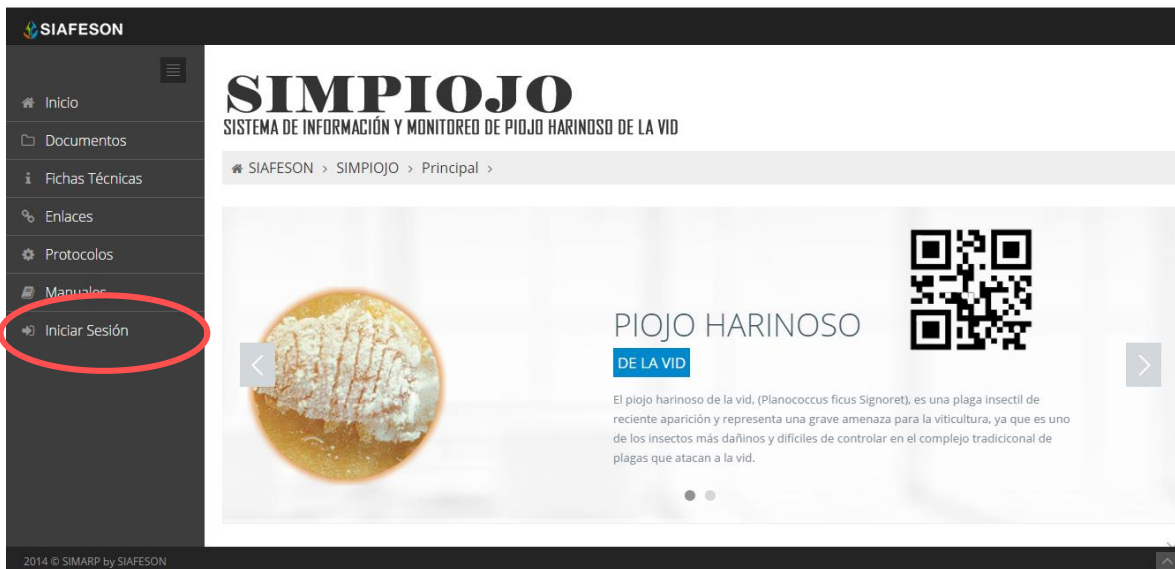 SIAFESON
Inicio
Documentos
Fichas Técnicas
Enlaces
Protocolos
Manuales
Iniciar Sesión
SIMPIOJO
SISTEMA DE INFORMACIÓN Y MONITOREO DE PIOJO HARINOSO DE LA VID
SIAFESON > SIMPIOJO > Principal >
PIOJO HARINOSO
DE LA VID
El piojo harinoso de la vid, (Planococcus ficus Signoret), es una plaga insectil de
reciente aparición y representa una grave amenaza para la viticultura, ya que es uno
de los insectos más dañinos y difíciles de controlar en el complejo tradiciconal de
plagas que atacan a la vid.
2014 © SIMARP by SIAFESON